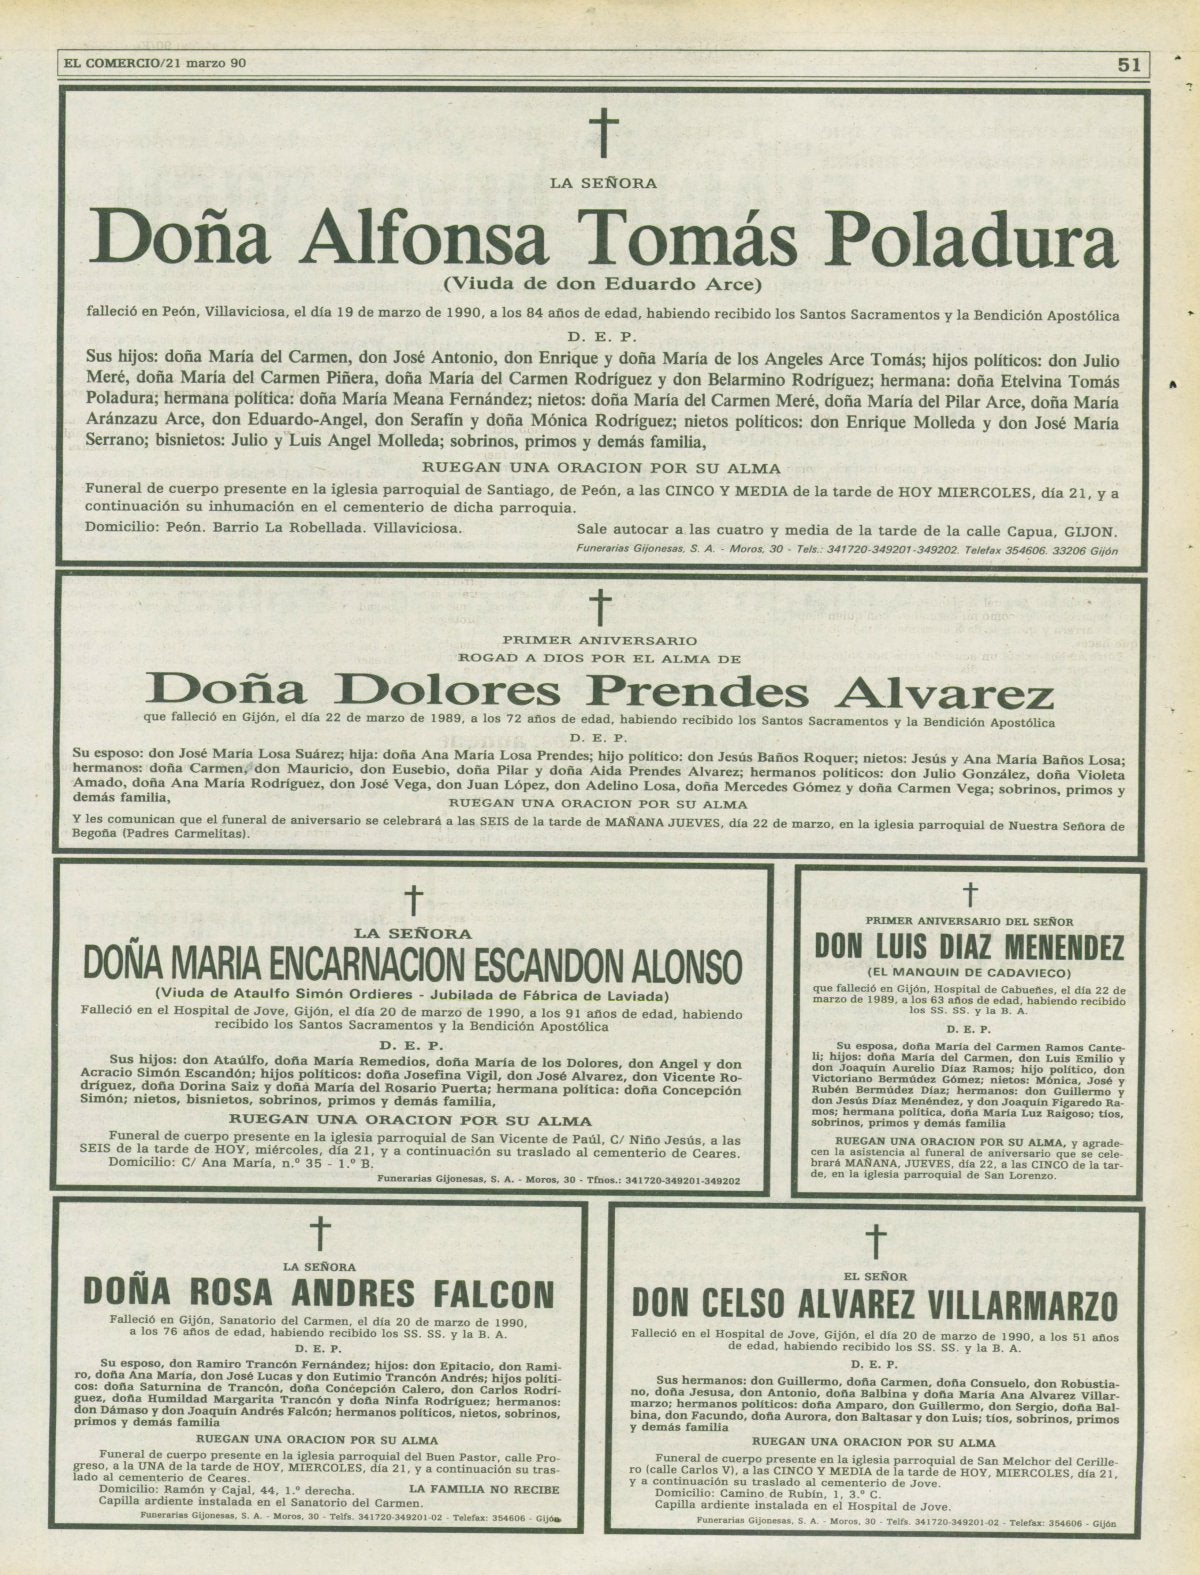 EL COMERCIO/21 marzo 90
51
LA SEÑORA
Doña Alfonsa Tomás Poladura
(Viuda de don Eduardo Arce)
falleció en Peón, Villaviciosa, el día 19 de marzo de 1990, a los 84 años de edad, habiendo recibido los Santos Sacramentos y la Bendición Apostólica
D. E. P.
Sus hijos: doña María del Carmen, don José Antonio, don Enrique y doña María de los Angeles Arce Tomás; hijos políticos: don Julio
Meré, doña María del Carmen Piñera, doña María del Carmen Rodríguez y don Belarmino Rodríguez; hermana: doña Etelvina Tomás
Poladura; hermana política: doña María Meana Fernández; nietos: doña María del Carmen Meré, doña María del Pilar Arce, doña María
Aránzazu Arce, don Eduardo-Angel, don Serafín y doña Mónica Rodríguez; nietos políticos: don Enrique Molleda y don José María
Serrano; bisnietos: Julio y Luis Angel Molleda; sobrinos, primos y demás familia,
RUEGAN UNA ORACION POR SU ALMA
Funeral de cuerpo presente en la iglesia parroquial de Santiago, de Peón, a las CINCO Y MEDIA de la tarde de HOY MIERCOLES, día 21, y a
continuación su inhumación en el cementerio de dicha parroquia.
Domicilio: Peón. Barrio La Robellada. Villaviciosa.
Sale autocar a las cuatro y media de la tarde de la calle Capua, GIJON.
Funerarias Gijonesas, S. A. - Moros, 30 - Tels.: 341720-349201-349202. Telefax 354606. 33206 Gijón
PRIMER ANIVERSARIO
ROGAD A DIOS POR EL ALMA DE
Doña Dolores Prendes Alvarez
que falleció en Gijón, el día 22 de marzo de 1989, a los 72 años de edad, habiendo recibido los Santos Sacramentos y la Bendición Apostólica
D. E. P.
Su esposo: don José María Losa Suárez; hija: doña Ana María Losa Prendes; hijo político: don Jesús Baños Roquer; nietos: Jesús y Ana María Baños Losa;
hermanos: doña Carmen, don Mauricio, don Eusebio, doña Pilar y doña Aida Prendes Alvarez; hermanos políticos: don Julio González, doña Violeta
Amado, doña Ana María Rodríguez, don José Vega, don Juan López, don Adelino Losa, doña Mercedes Gómez y doña Carmen Vega; sobrinos, primos y
demás familia,
RUEGAN UNA ORACION POR SU ALMA
Y les comunican que el funeral de aniversario se celebrará a las SEIS de la tarde de MAÑANA JUEVES, día 22 de marzo, en la iglesia parroquial de Nuestra Señora de
Begoña (Padres Carmelitas).
LA SEÑORA
DOÑA MARIA ENCARNACION ESCANDON ALONSO
(Viuda de Ataulfo Simón Ordieres - Jubilada de Fábrica de Laviada)
Falleció en el Hospital de Jove, Gijón, el día 20 de marzo de 1990, a los 91 años de edad, habiendo
recibido los Santos Sacramentos y la Bendición Apostólica
D. E. P.
Sus hijos: don Ataúlfo, doña María Remedios, doña María de los Dolores, don Angel y don
Acracio Simón Escandón; hijos políticos: doña Josefina Vigil, don José Alvarez, don Vicente Ro-
dríguez, doña Dorina Saiz y doña María del Rosario Puerta; hermana política: doña Concepción
Simón; nietos, bisnietos, sobrinos, primos y demás familia,
RUEGAN UNA ORACION POR SU ALMA
Funeral de cuerpo presente en la iglesia parroquial de San Vicente de Paúl, C/ Niño Jesús, a las
SEIS de la tarde de HOY, miércoles, día 21, y a continuación su traslado al cementerio de Ceares.
Domicilio: C/ Ana María, n.º 35 - 1.º B.
Funerarias Gijonesas, S. A. - Moros, 30 - Tfnos.: 341720-349201-349202
PRIMER ANIVERSARIO DEL SEÑOR
DON LUIS DIAZ MENENDEZ
(EL MANQUIN DE CADAVIECO)
que falleció en Gijón, Hospital de Cabueñes, el día 22 de
marzo de 1989, a los 63 años de edad, habiendo recibido
los SS. SS. y la B. A.
D. E. P.
Su esposa, doña María del Carmen Ramos Cante-
li; hijos: doña María del Carmen, don Luis Emilio y
don Joaquín Aurelio Díaz Ramos; hijo político, don
Victoriano Bermúdez Gómez; nietos: Mónica, José y
Rubén Bermúdez Díaz; hermanos: don Guillermo y
don Jesús Díaz Menéndez, y don Joaquín Figaredo Ra-
mos; hermana política, doña María Luz Raigoso; tíos,
sobrinos, primos y demás familia
RUEGAN UNA ORACION POR SU ALMA, y agrade-
cen la asistencia al funeral de aniversario que se cele-
brará MAÑANA, JUEVES, día 22, a las CINCO de la tar-
de, en la iglesia parroquial de San Lorenzo.
LA SEÑORA
DOÑA ROSA ANDRES FALCON
Falleció en Gijón, Sanatorio del Carmen, el día 20 de marzo de 1990,
a los 76 años de edad, habiendo recibido los SS. SS. y la B. A.
D. E. P.
Su esposo, don Ramiro Trancón Fernández; hijos: don Epitacio, don Rami-
ro, doña Ana María, don José Lucas y don Eutimio Trancón Andrés; hijos políti-
cos: doña Saturnina de Trancón, doña Concepción Calero, don Carlos Rodrí-
guez, doña Humildad Margarita Trancón y doña Ninfa Rodríguez; hermanos:
don Dámaso y don Joaquín Andrés Falcón; hermanos políticos, nietos, sobrinos,
primos y demás familia
RUEGAN UNA ORACION POR SU ALMA
Funeral de cuerpo presente en la iglesia parroquial del Buen Pastor, calle Pro-
greso, a la UNA de la tarde de HOY, MIERCOLES, día 21, y a continuación su tras-
lado al cementerio de Ceares.
Domicilio: Ramón y Cajal, 44, 1.º derecha.
LA FAMILIA NO RECIBE
Capilla ardiente instalada en el Sanatorio del Carmen.
Funerarias Gijonesas, S. A. - Moros, 30 - Telfs. 341720-349201-02 - Telefax: 354606 - Gijón
EL SEÑOR
DON CELSO ALVAREZ VILLARMARZO
Falleció en el Hospital de Jove, Gijón, el día 20 de marzo de 1990, a los 51 años
de edad, habiendo recibido los SS. SS. y la B. A.
D. E. P.
Sus hermanos: don Guillermo, doña Carmen, doña Consuelo, don Robustia-
no, doña Jesusa, don Antonio, doña Balbina y doña María Ana Alvarez Villar-
marzo; hermanos políticos: doña Amparo, don Guillermo, don Sergio, doña Bal-
bina, don Facundo, doña Aurora, don Baltasar y don Luis; tíos, sobrinos, primos
y demás familia
RUEGAN UNA ORACION POR SU ALMA
Funeral de cuerpo presente en la iglesia parroquial de San Melchor del Cerille-
ro (calle Carlos V), a las CINCO Y MEDIA de la tarde de HOY, MIERCOLES, día 21,
y a continuación su traslado al cementerio de Jove.
Domicilio: Camino de Rubín, 1, 3.º C.
Capilla ardiente instalada en el Hospital de Jove.
Funerarias Gijonesas, S. A. - Moros, 30 - Telfs. 341720-349201-02 - Telefax: 354606 - Gijón